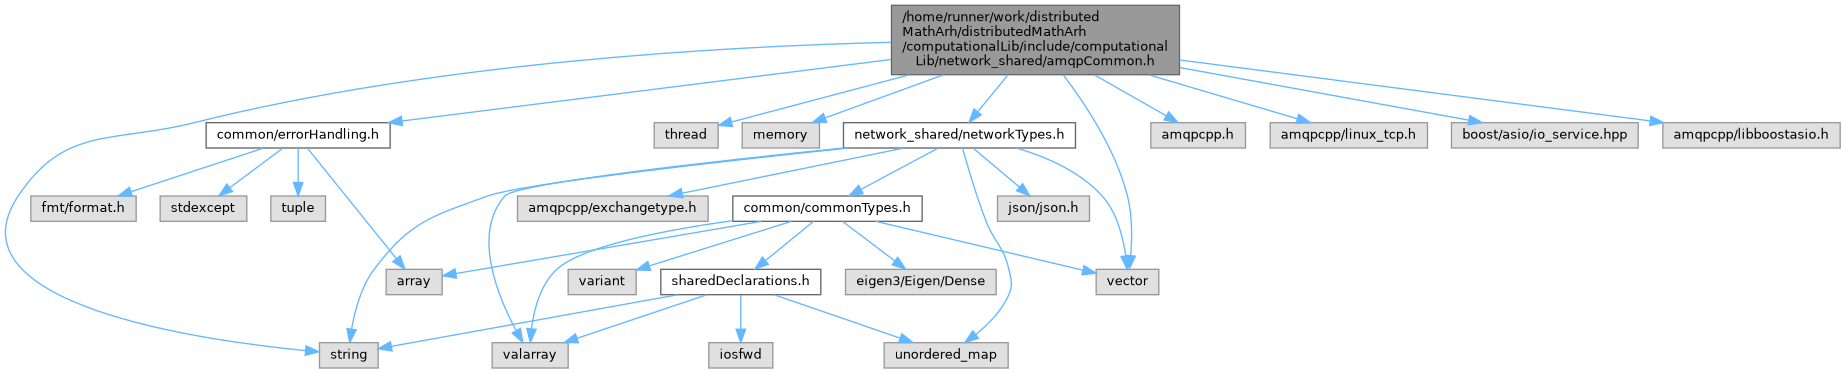 /home/runner/work/distributed
MathArh/distributedMathArh
/computationalLib/include/computational
Lib/network_shared/amqpCommon.h
common/errorHandling.h
thread
memory
network_shared/networkTypes.h
amqpcpp.h
amqpcpp/linux_tcp.h
boost/asio/io_service.hpp
amqpcpp/libboostasio.h
fmt/format.h
stdexcept
tuple
amqpcpp/exchangetype.h
common/commonTypes.h
json/json.h
array
variant
sharedDeclarations.h
eigen3/Eigen/Dense
vector
string
valarray
iosfwd
unordered_map